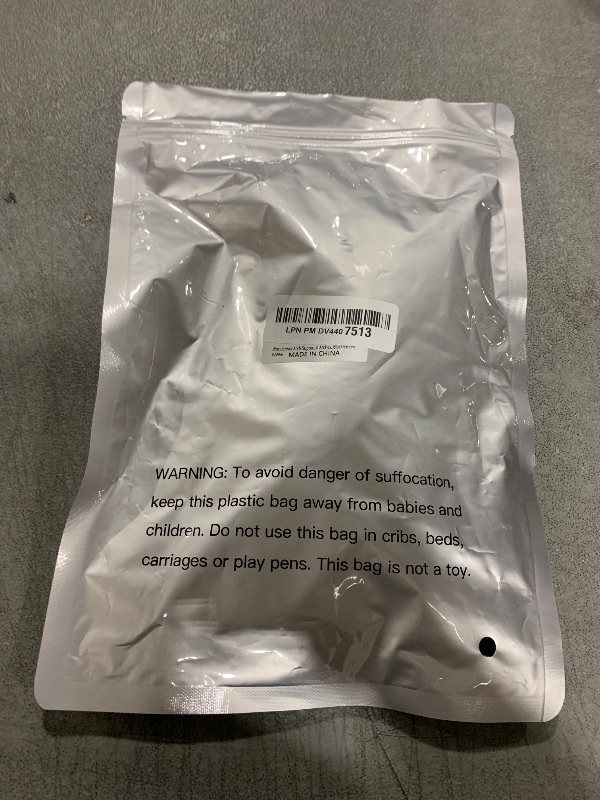 LPN PM DV440 7513
New MADE IN CHINA
WARNING: To avoid danger of suffocation,
keep this plastic bag away from babies and
children. Do not use this bag in cribs, beds,
carriages or play pens. This bag is not a toy.